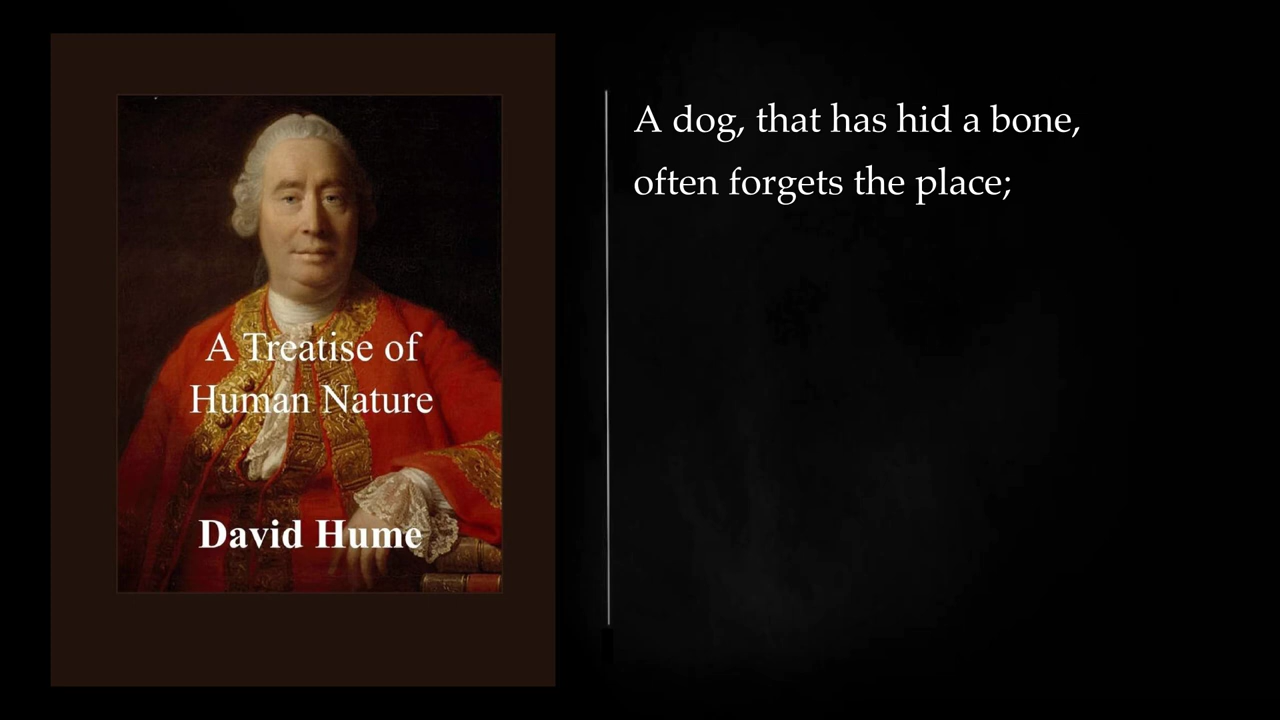 A Treatise of
Human Nature
David Hume
A dog, that has hid a bone,
often forgets the place;